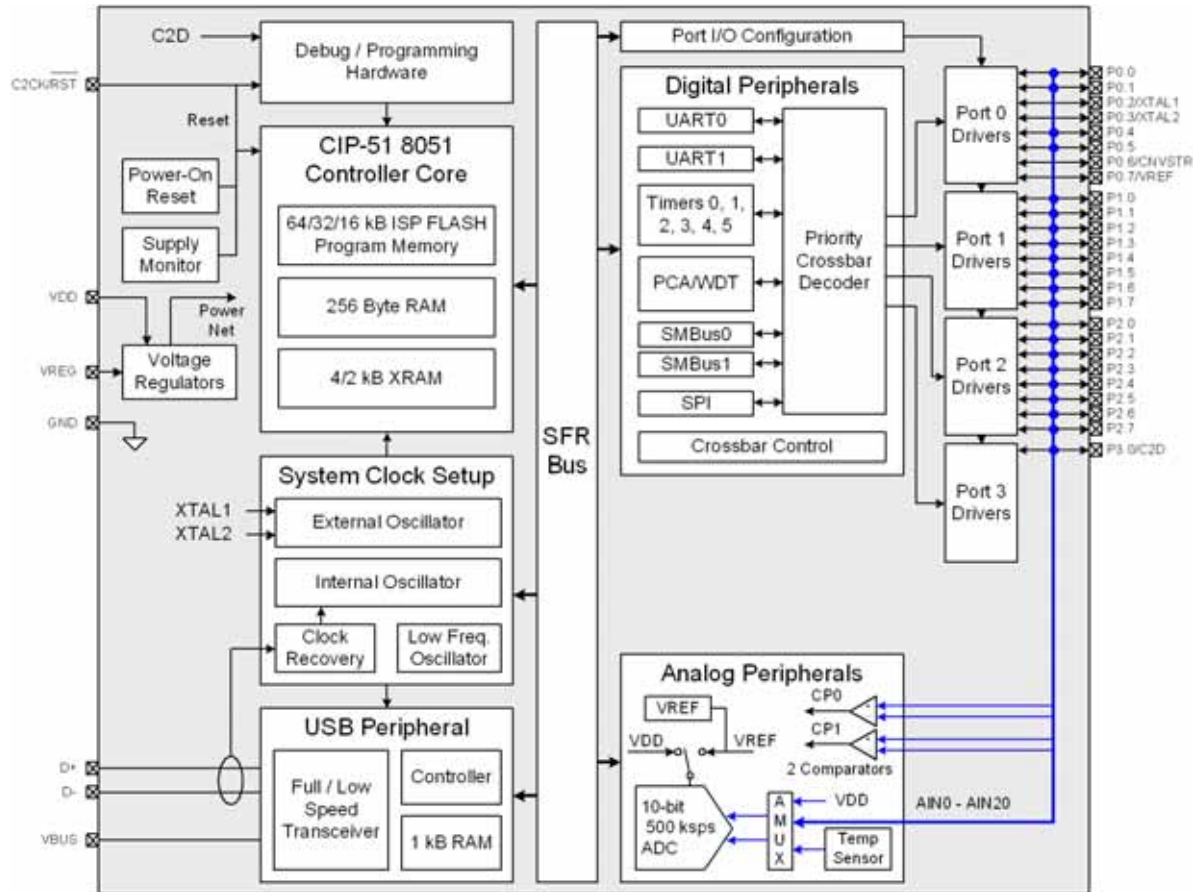 C2D
C2CK/RST
Debug / Programming
Hardware
Reset
Power-On
Reset
Supply
Monitor
VDD
Power
Net
VREG
Voltage
Regulators
GND
CIP-51 8051
Controller Core
64/32/16 kB ISP FLASH
Program Memory
256 Byte RAM
4/2 kB XRAM
System Clock Setup
XTAL1
XTAL2
External Oscillator
Internal Oscillator
Clock
Recovery
Low Freq.
Oscillator
USB Peripheral
D+
D-
VBUS
Full / Low
Speed
Transceiver
Controller
1 kB RAM
SFR
Bus
Port I/O Configuration
Digital Peripherals
UART0
UART1
Timers 0, 1,
2, 3, 4, 5
PCA/WDT
SMBus0
SMBus1
SPI
Priority
Crossbar
Decoder
Crossbar Control
Port 0
Drivers
Port 1
Drivers
Port 2
Drivers
Port 3
Drivers
P0.0
P0.1
P0.2/XTAL1
P0.3/XTAL2
P0.4
P0.5
P0.6/CNVSTR
P0.7/VREF
P1.0
P1.1
P1.2
P1.3
P1.4
P1.5
P1.6
P1.7
P2.0
P2.1
P2.2
P2.3
P2.4
P2.5
P2.6
P2.7
P3.0/C2D
Analog Peripherals
VREF
VDD
VREF
CP0
-
CP1
-
2 Comparators
10-bit
500 ksps
ADC
A
M
U
X
VDD
AIN0 - AIN20
Temp
Sensor